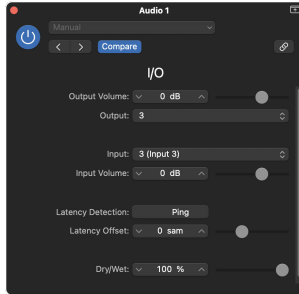 Audio 1
Manual
Compare
I/O
Output Volume: 0 dB
Output: 3
Input: 3 (Input 3)
Input Volume: 0 dB
Latency Detection: Ping
Latency Offset: 0 sam
Dry/Wet: 100 %